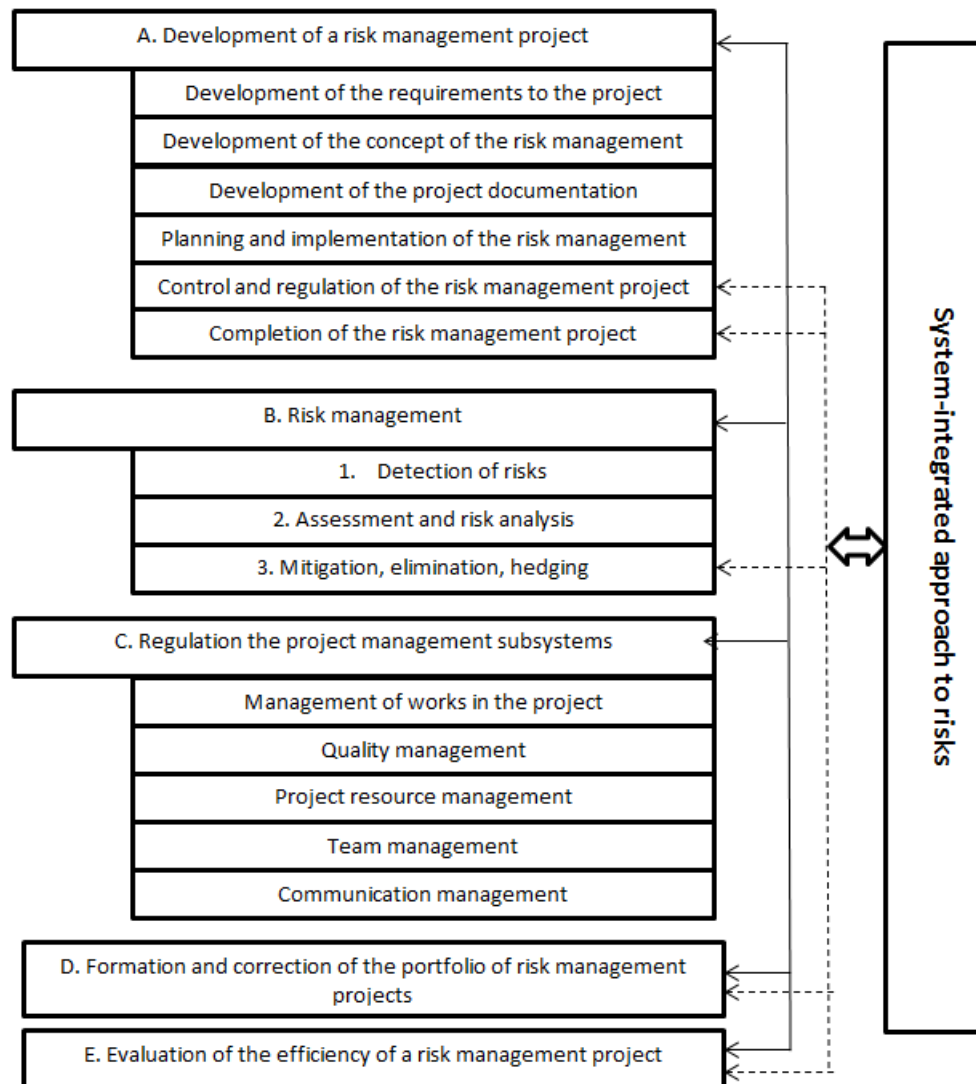 A. Development of a risk management project
Development of the requirements to the project
Development of the concept of the risk management
Development of the project documentation
Planning and implementation of the risk management
Control and regulation of the risk management project
Completion of the risk management project
B. Risk management
1. Detection of risks
2. Assessment and risk analysis
3. Mitigation, elimination, hedging
C. Regulation the project management subsystems
Management of works in the project
Quality management
Project resource management
Team management
Communication management
D. Formation and correction of the portfolio of risk management
projects
E. Evaluation of the efficiency of a risk management project
System-integrated approach to risks